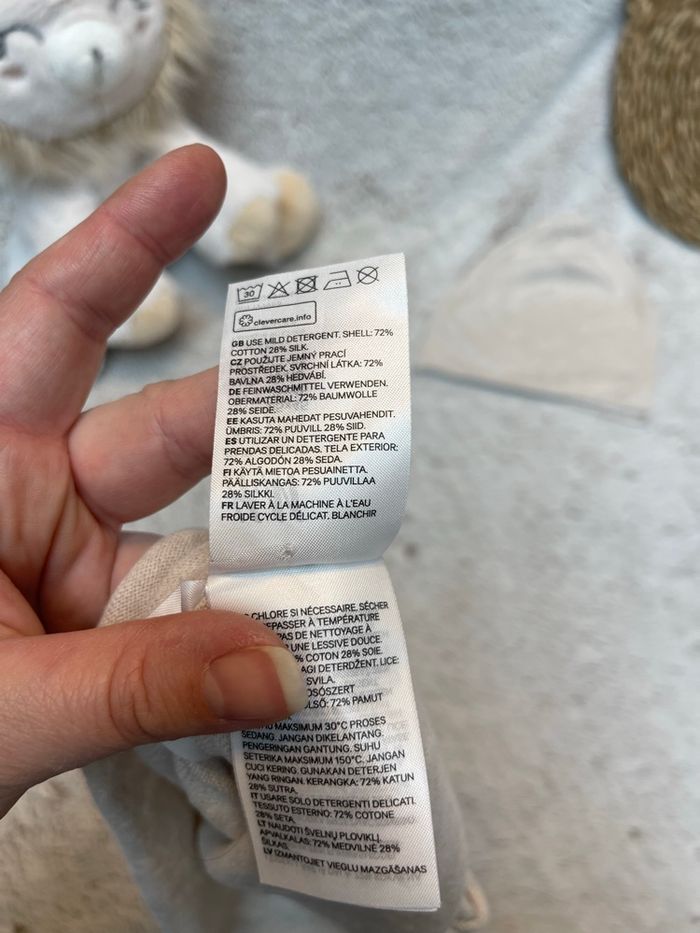 30
clevercare.info
GB USE MILD DETERGENT. SHELL: 72%
COTTON 28% SILK.
CZ POUŽIJTE JEMNÝ PRACÍ
PROSTŘEDEK. SVRCHNÍ LÁTKA: 72%
BAVLNA 28% HEDVÁBÍ.
DE FEINWASCHMITTEL VERWENDEN.
OBERMATERIAL: 72% BAUMWOLLE
28% SEIDE.
EE KASUTA MAHEDAT PESUVAHENDIT.
ÜMBRIS: 72% PUUVILL 28% SIID.
ES UTILIZAR UN DETERGENTE PARA
PRENDAS DELICADAS. TELA EXTERIOR:
72% ALGODÓN 28% SEDA.
FI KÄYTÄ MIETOA PESUAINETTA.
PÄÄLLISKANGAS: 72% PUUVILLAA
28% SILKKI.
FR LAVER À LA MACHINE À L'EAU
FROIDE CYCLE DÉLICAT. BLANCHIR
CHLORE SI NÉCESSAIRE. SÉCHER
EPASSER À TEMPÉRATURE
PAS DE NETTOYAGE À
UNE LESSIVE DOUCE.
% COTON 28% SOIE.
AGI DETERDŽENT. LICE:
SVILA.
OSÓSZERT
LSŐ: 72% PAMUT
MAKSIMUM 30°C PROSES
SEDANG. JANGAN DIKELANTANG.
PENGERINGAN GANTUNG. SUHU
SETERIKA MAKSIMUM 150°C. JANGAN
CUCI KERING. GUNAKAN DETERJEN
YANG RINGAN. KERANGKA: 72% KATUN
28% SUTRA.
IT USARE SOLO DETERGENTI DELICATI.
TESSUTO ESTERNO: 72% COTONE
28% SETA.
LT NAUDOTI ŠVELNŲ PLOVIKLĮ.
APVALKALAS: 72% MEDVILNĖ 28%
ŠILKAS.
LV IZMANTOJIET VIEGLU MAZGĀŠANAS